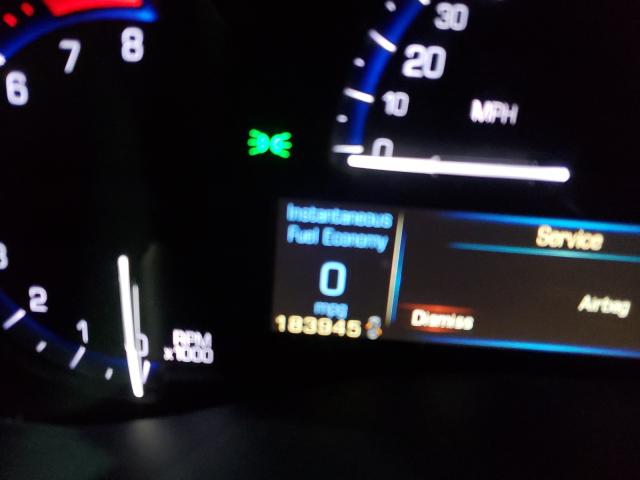 7
8
6
2
1
0
RPM
x1000
30
20
10
0
MPH
Instantaneous
Fuel Economy
0
mpg
183945
Service
Airbag
Dismiss